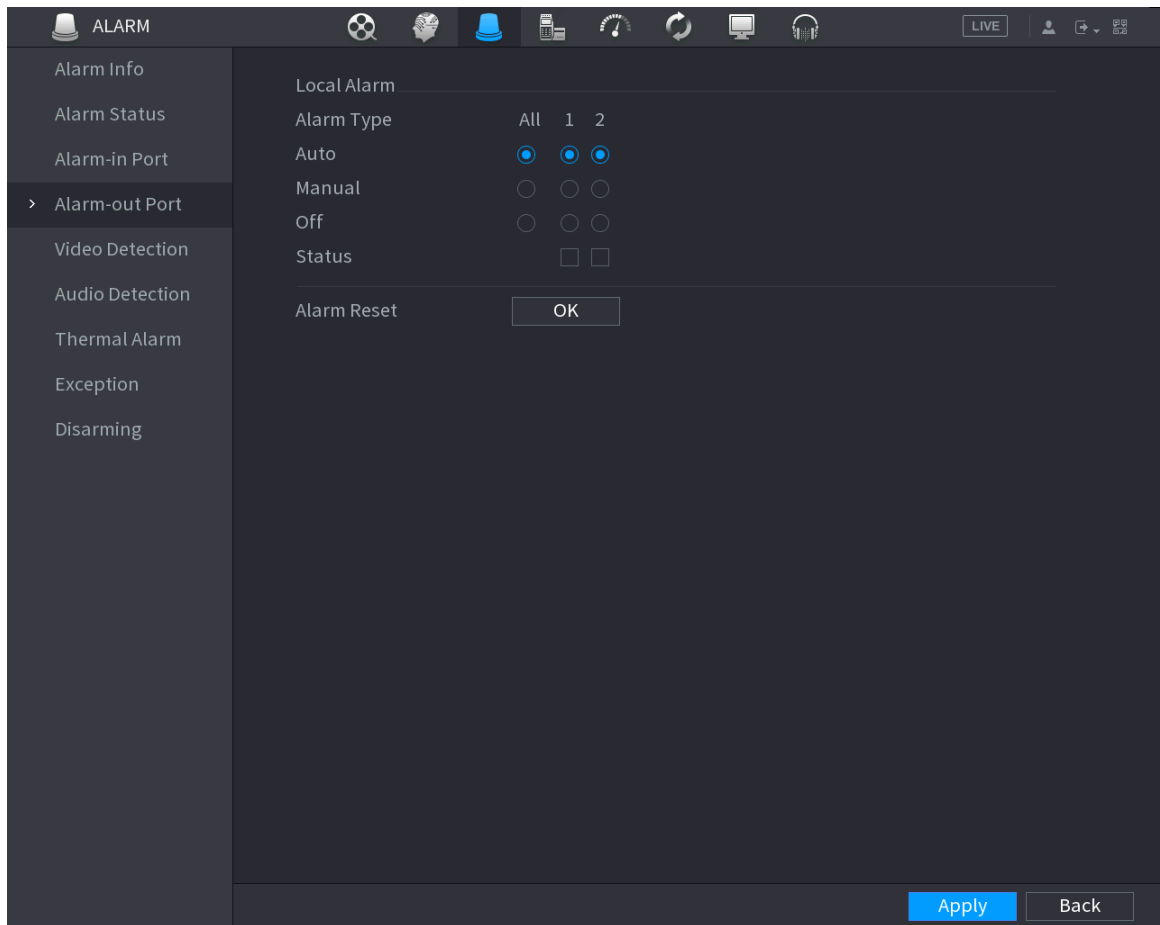 ALARM
LIVE
Alarm Info
Alarm Status
Alarm-in Port
Alarm-out Port
Video Detection
Audio Detection
Thermal Alarm
Exception
Disarming
Local Alarm
Alarm Type All 1 2
Auto
Manual
Off
Status
Alarm Reset OK
Apply Back